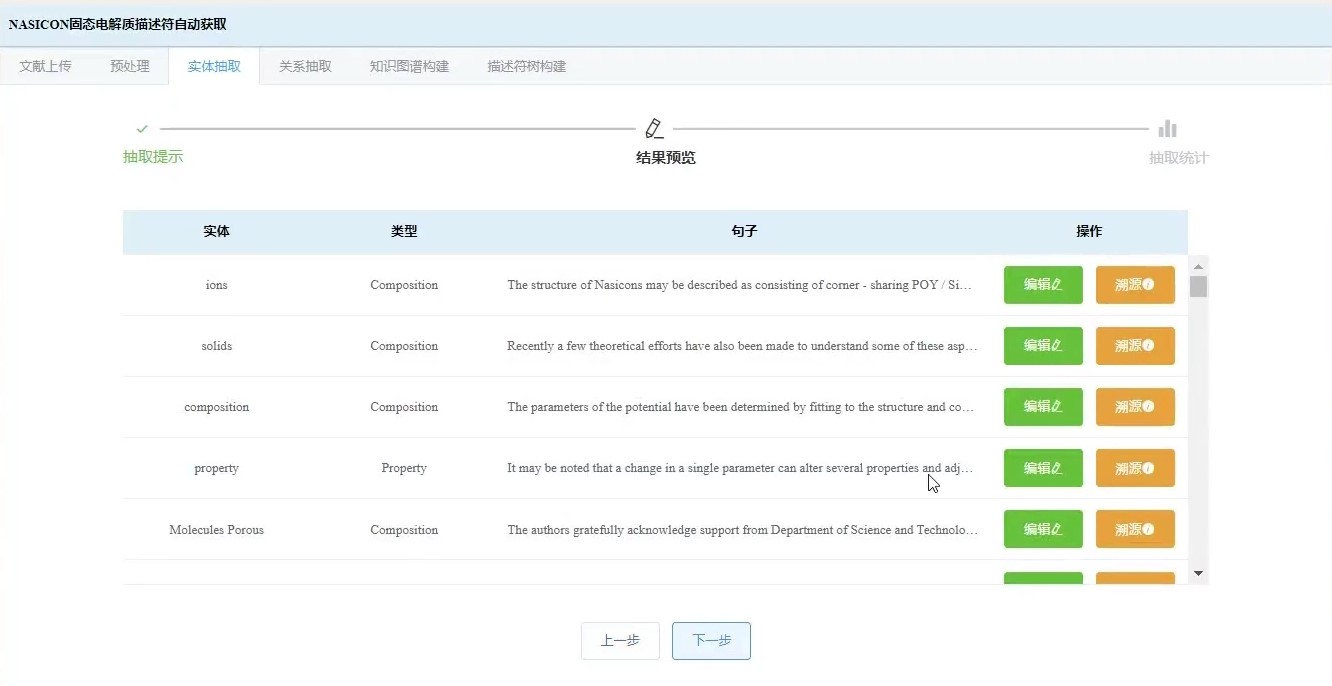 NASICON固态电解质描述符自动获取
文献上传 预处理 实体抽取 关系抽取 知识图谱构建 描述符树构建
抽取提示 结果预览 抽取统计
实体 类型 句子 操作
ions Composition The structure of Nasicons may be described as consisting of corner - sharing POY / Si… 编辑 溯源
solids Composition Recently a few theoretical efforts have also been made to understand some of these asp… 编辑 溯源
composition Composition The parameters of the potential have been determined by fitting to the structure and co… 编辑 溯源
property Property It may be noted that a change in a single parameter can alter several properties and adj… 编辑 溯源
Molecules Porous Composition The authors gratefully acknowledge support from Department of Science and Technolo… 编辑 溯源
上一步 下一步